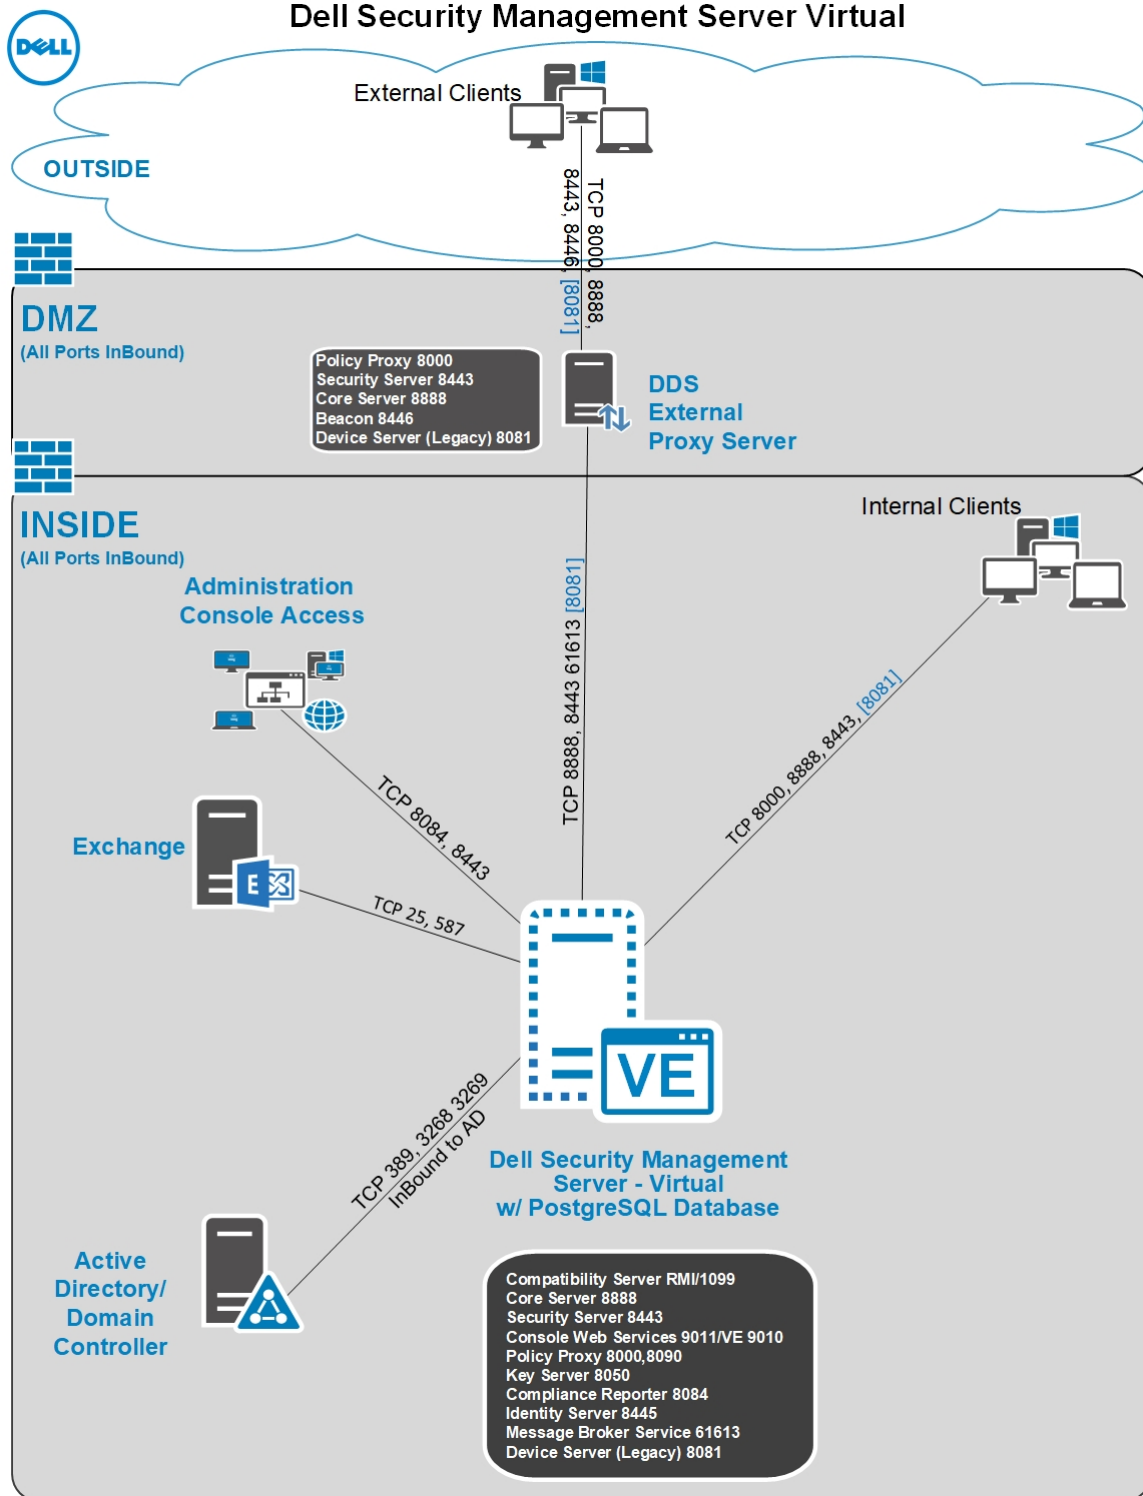 Dell Security Management Server Virtual
DELL
External Clients
OUTSIDE
TCP 8000, 8888,
8443, 8446, [8081]
DMZ
(All Ports InBound)
Policy Proxy 8000
Security Server 8443
Core Server 8888
Beacon 8446
Device Server (Legacy) 8081
DDS
External
Proxy Server
INSIDE
(All Ports InBound)
Internal Clients
Administration
Console Access
TCP 8888, 8443 61613 [8081]
TCP 8000, 8888, 8443, [8081]
TCP 8084, 8443
Exchange
E
TCP 25, 587
VE
TCP 389, 3268 3269
InBound to AD
Dell Security Management
Server - Virtual
w/ PostgreSQL Database
Active
Directory/
Domain
Controller
Compatibility Server RMI/1099
Core Server 8888
Security Server 8443
Console Web Services 9011/VE 9010
Policy Proxy 8000,8090
Key Server 8050
Compliance Reporter 8084
Identity Server 8445
Message Broker Service 61613
Device Server (Legacy) 8081